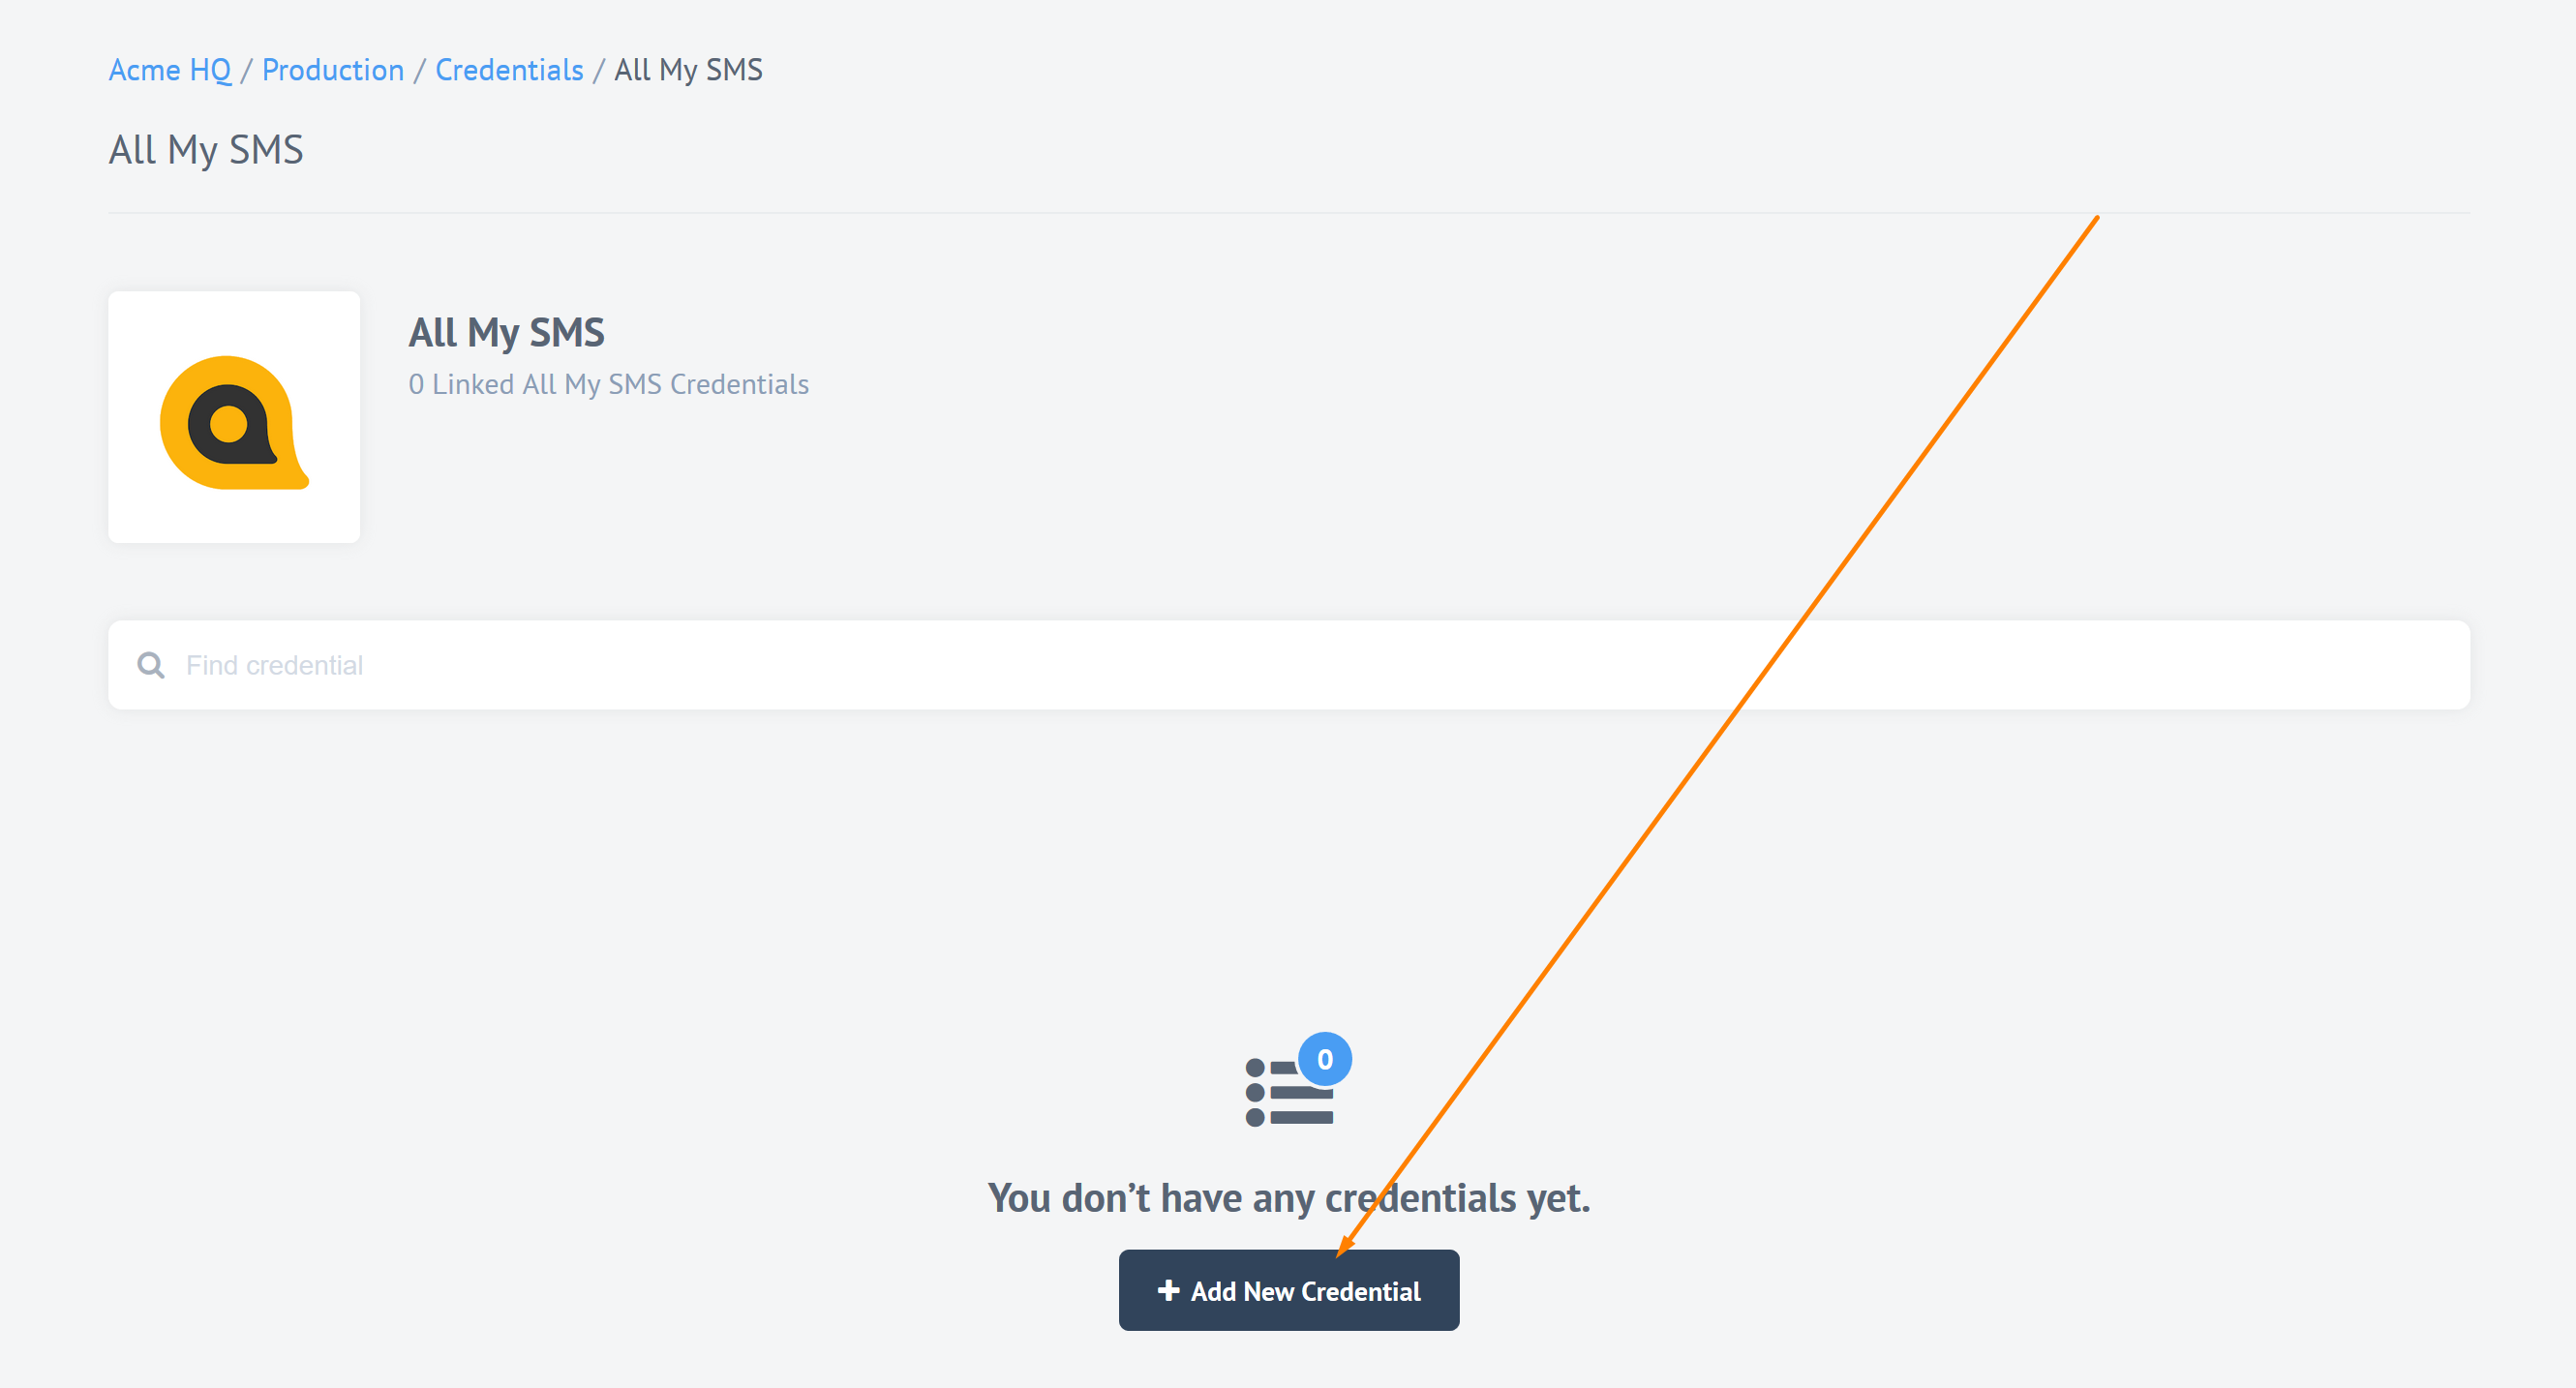 Acme HQ / Production / Credentials / All My SMS
All My SMS
All My SMS
0 Linked All My SMS Credentials
Find credential
0
You don’t have any credentials yet.
Add New Credential